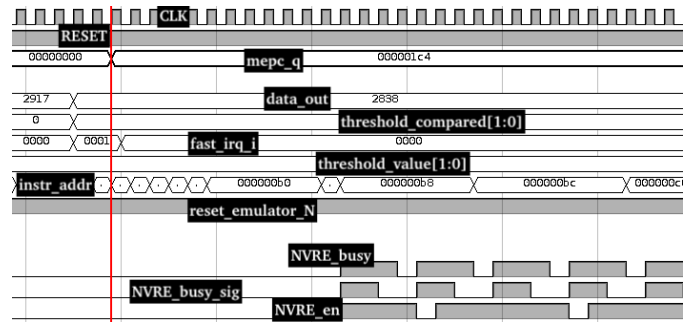 CLK
RESET
00000000 mepc_q 000001c4
2917 data_out 2838
0 threshold_compared[1:0]
0000 0001 fast_irq_i 0000
threshold_value[1:0]
instr_addr 000000b0 000000b8 000000bc 000000c
reset_emulator_N
NVRE_busy
NVRE_busy_sig
NVRE_en